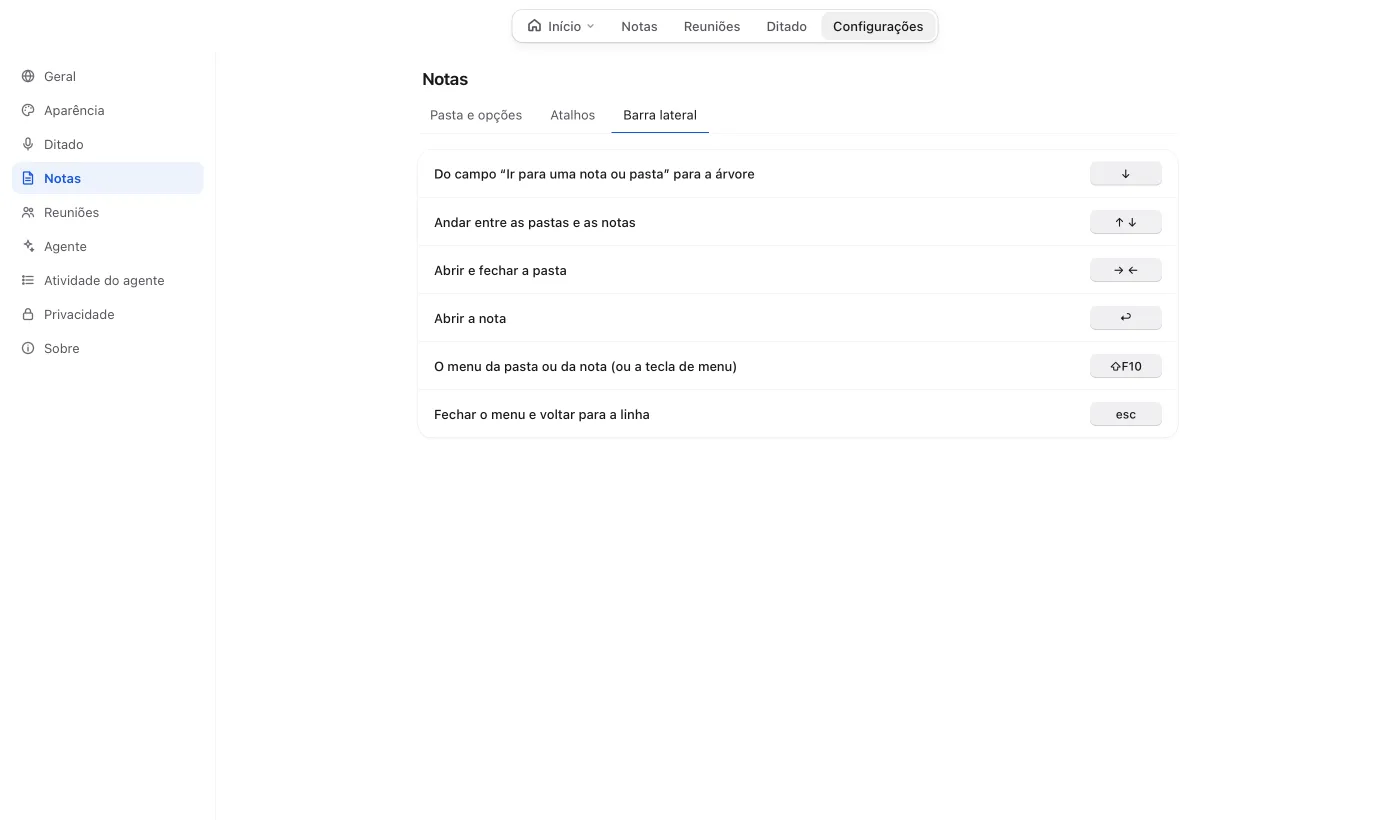 Início
Notas
Reuniões
Ditado
Configurações
Geral
Aparência
Ditado
Notas
Reuniões
Agente
Atividade do agente
Privacidade
Sobre
Notas
Pasta e opções
Atalhos
Barra lateral
Do campo “Ir para uma nota ou pasta” para a árvore ↓
Andar entre as pastas e as notas ↑ ↓
Abrir e fechar a pasta → ←
Abrir a nota ↩
O menu da pasta ou da nota (ou a tecla de menu) ⇧F10
Fechar o menu e voltar para a linha esc